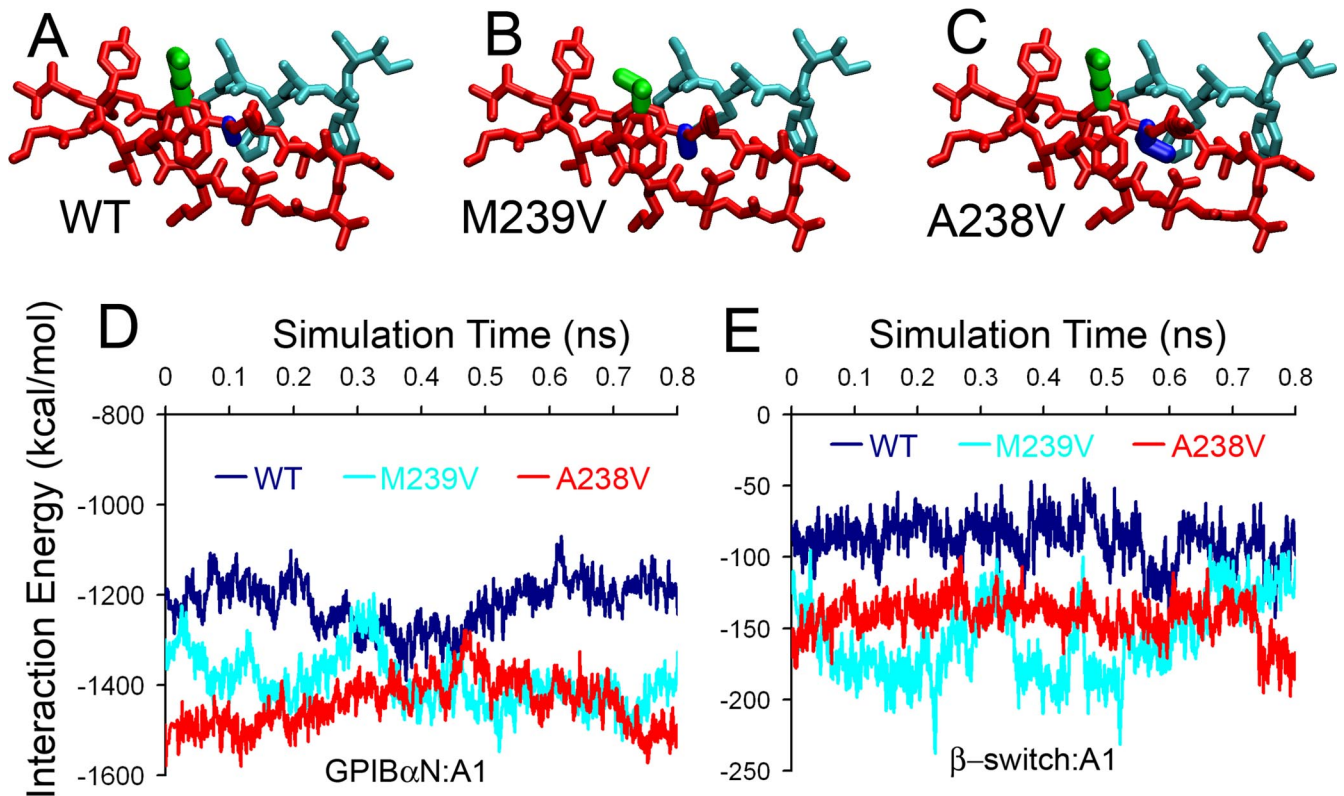 A
B
C
WT
M239V
A238V
D
Simulation Time (ns)
0 0.1 0.2 0.3 0.4 0.5 0.6 0.7 0.8
Interaction Energy (kcal/mol)
-800
-1000
-1200
-1400
-1600
WT M239V A238V
GPIBαN:A1
E
Simulation Time (ns)
0 0.1 0.2 0.3 0.4 0.5 0.6 0.7 0.8
0
-50
-100
-150
-200
-250
WT M239V A238V
β–switch:A1